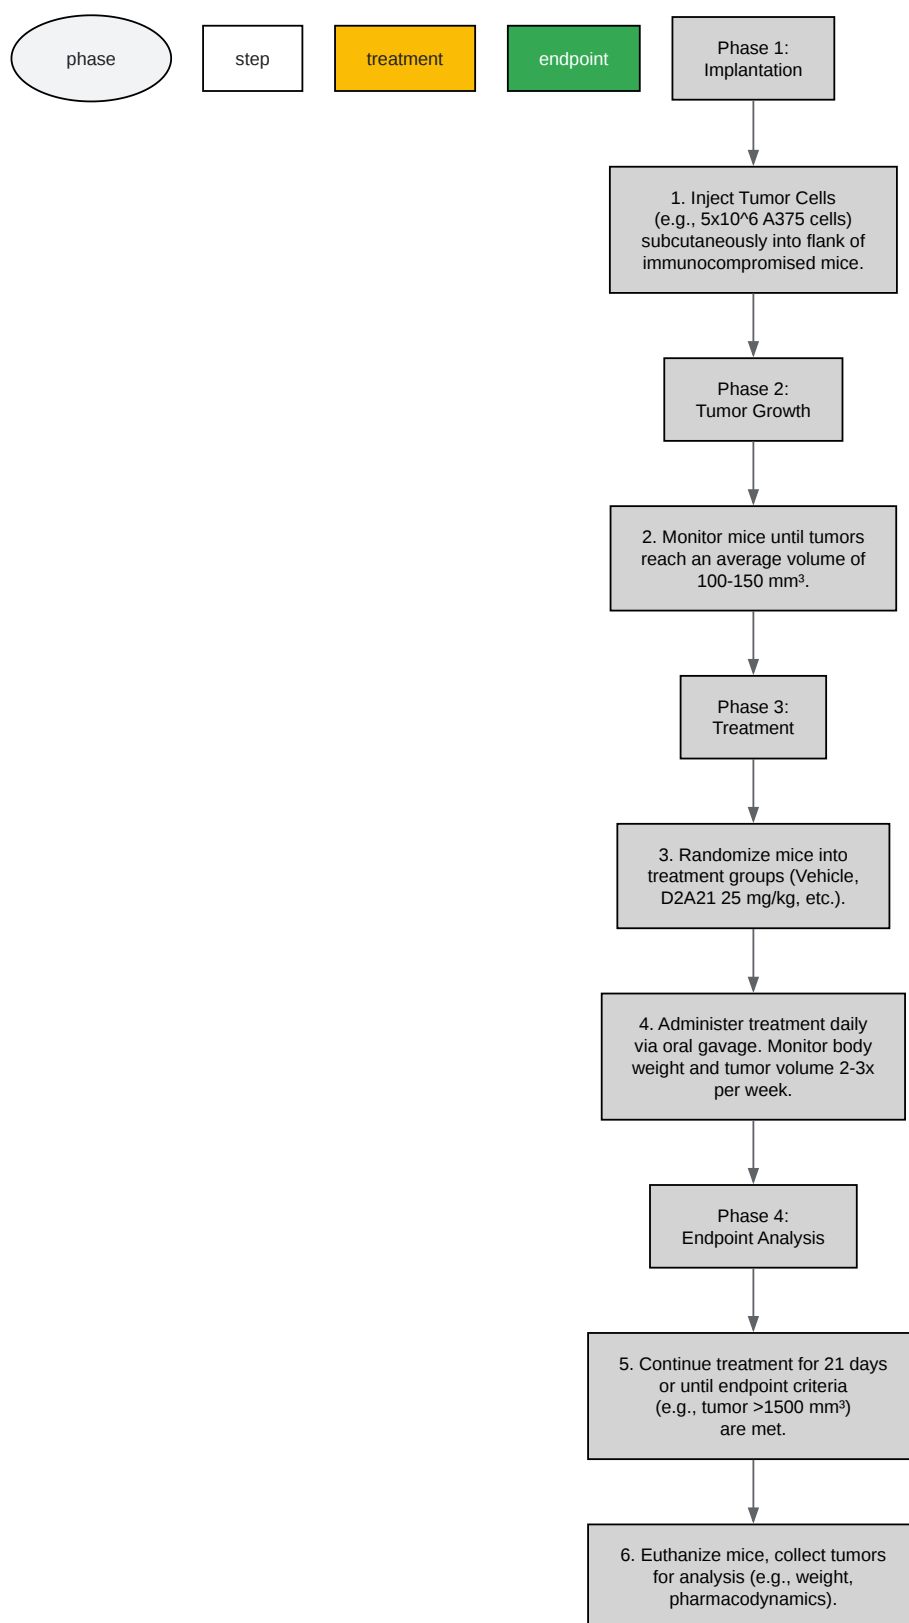 phase
step
treatment
endpoint
Phase 1:
Implantation
1. Inject Tumor Cells
(e.g., 5x10^6 A375 cells)
subcutaneously into flank of
immunocompromised mice.
Phase 2:
Tumor Growth
2. Monitor mice until tumors
reach an average volume of
100-150 mm³.
Phase 3:
Treatment
3. Randomize mice into
treatment groups (Vehicle,
D2A21 25 mg/kg, etc.).
4. Administer treatment daily
via oral gavage. Monitor body
weight and tumor volume 2-3x
per week.
Phase 4:
Endpoint Analysis
5. Continue treatment for 21 days
or until endpoint criteria
(e.g., tumor >1500 mm³)
are met.
6. Euthanize mice, collect tumors
for analysis (e.g., weight,
pharmacodynamics).